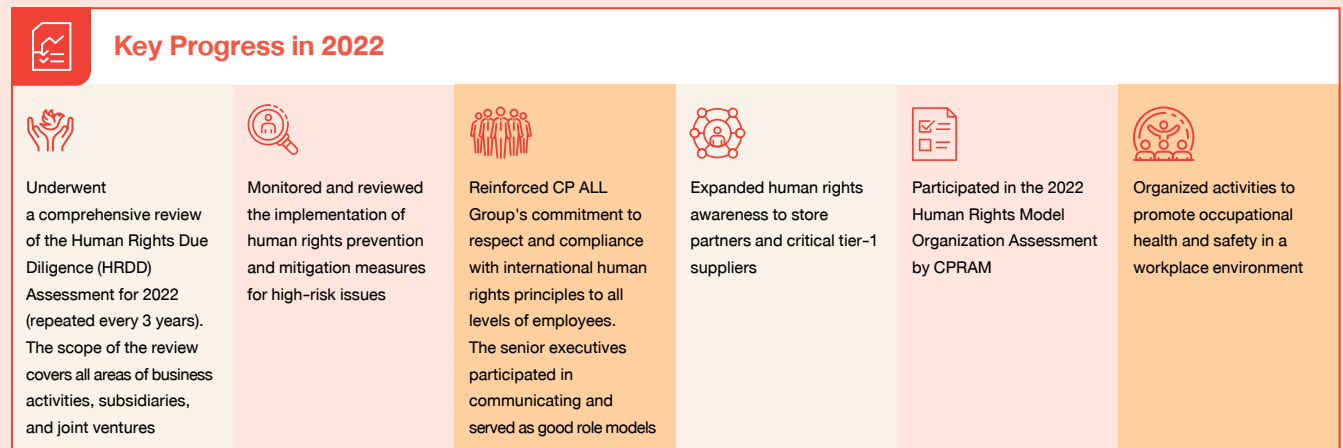 Key Progress in 2022
Underwent
a comprehensive review
of the Human Rights Due
Diligence (HRDD)
Assessment for 2022
(repeated every 3 years).
The scope of the review
covers all areas of business
activities, subsidiaries,
and joint ventures
Monitored and reviewed
the implementation of
human rights prevention
and mitigation measures
for high-risk issues
Reinforced CP ALL
Group's commitment to
respect and compliance
with international human
rights principles to all
levels of employees.
The senior executives
participated in
communicating and
served as good role models
Expanded human rights
awareness to store
partners and critical tier-1
suppliers
Participated in the 2022
Human Rights Model
Organization Assessment
by CPRAM
Organized activities to
promote occupational
health and safety in a
workplace environment